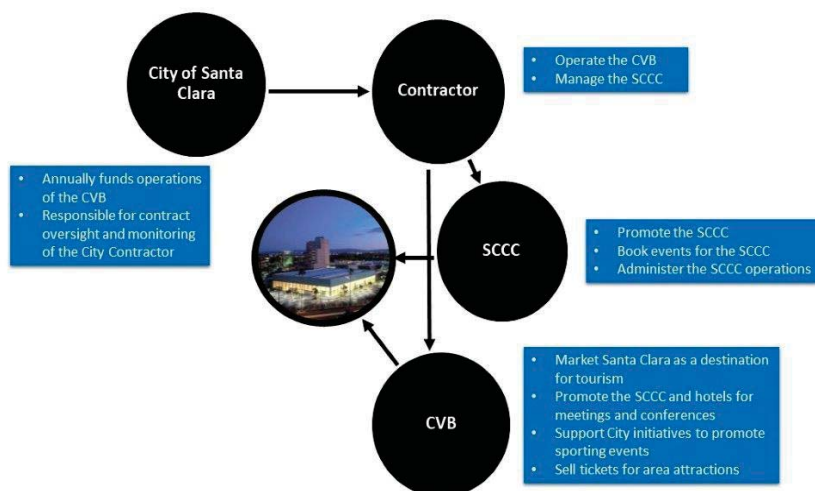 City of Santa
Clara
Contractor
• Operate the CVB
• Manage the SCCC
• Annually funds operations
of the CVB
• Responsible for contract
oversight and monitoring
of the City Contractor
SCCC
• Promote the SCCC
• Book events for the SCCC
• Administer the SCCC operations
CVB
• Market Santa Clara as a destination
for tourism
• Promote the SCCC and hotels for
meetings and conferences
• Support City initiatives to promote
sporting events
• Sell tickets for area attractions